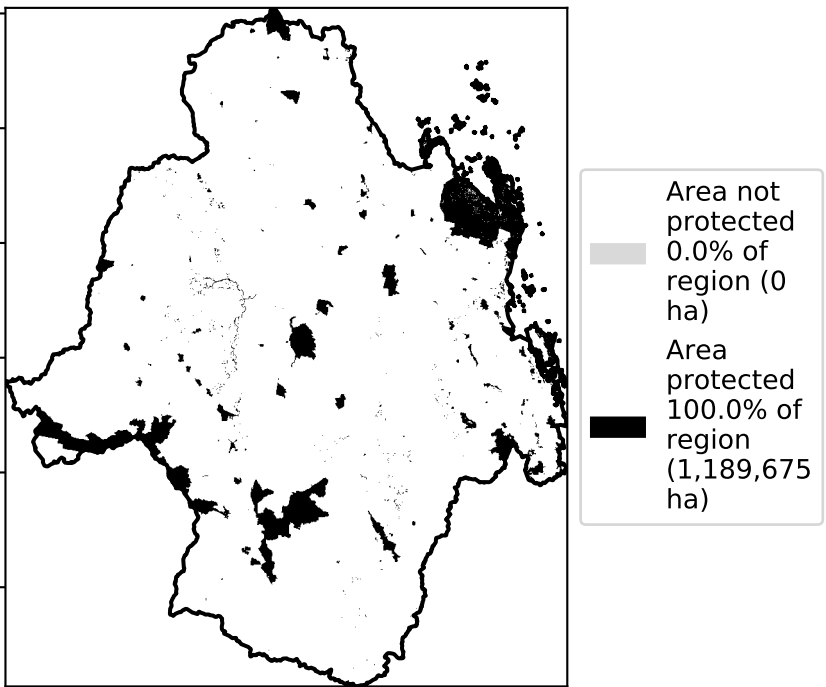 Area not
protected
0.0% of
region (0
ha)
Area
protected
100.0% of
region
(1,189,675
ha)